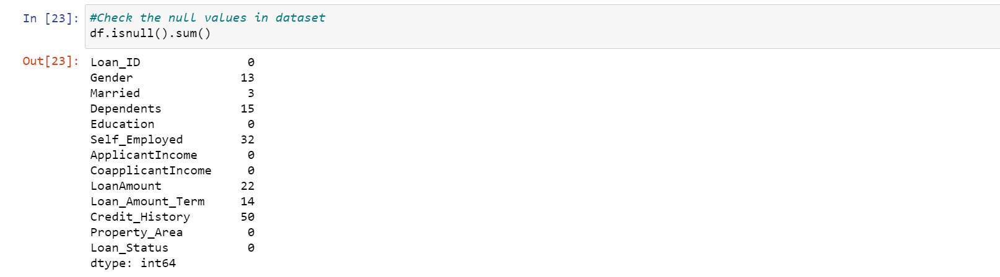 In [23]: #Check the null values in dataset
df.isnull().sum()
Out[23]: Loan_ID 0
Gender 13
Married 3
Dependents 15
Education 0
Self_Employed 32
ApplicantIncome 0
CoapplicantIncome 0
LoanAmount 22
Loan_Amount_Term 14
Credit_History 50
Property_Area 0
Loan_Status 0
dtype: int64